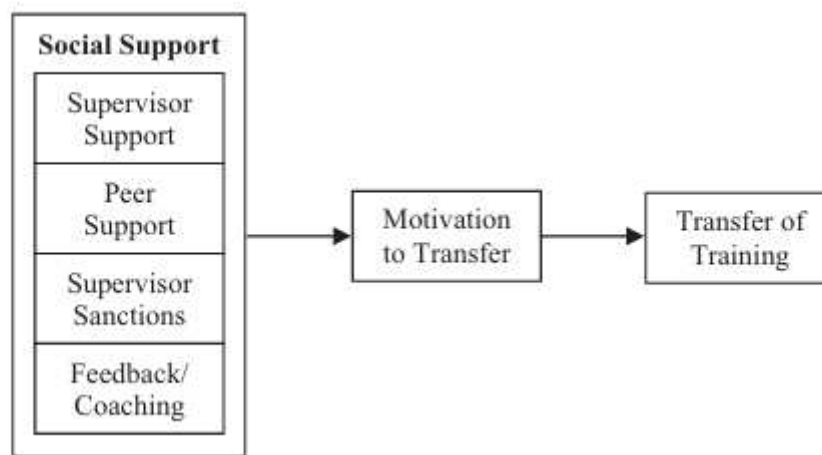 Social Support
Supervisor
Support
Peer
Support
Supervisor
Sanctions
Feedback/
Coaching
Motivation
to Transfer
Transfer of
Training